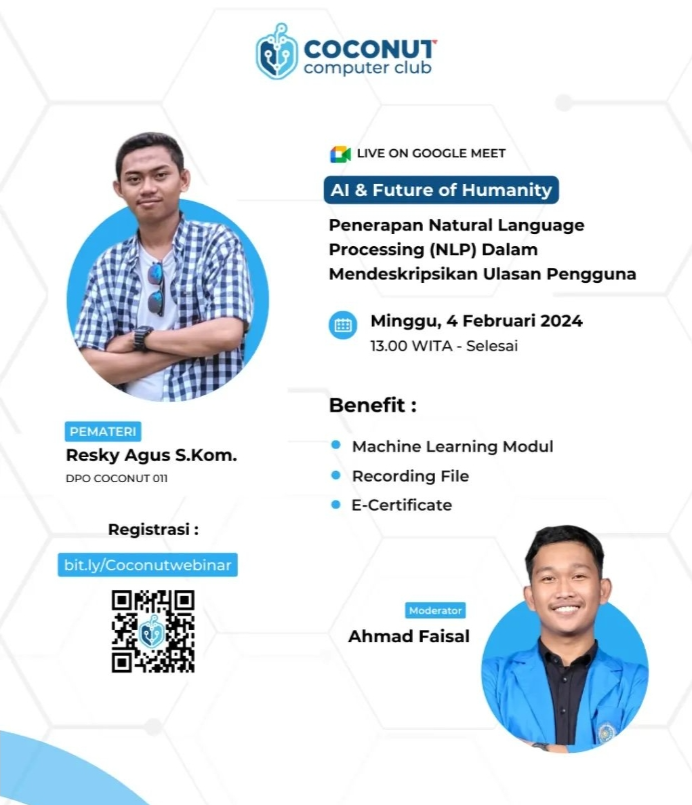 COCONUT
computer club
LIVE ON GOOGLE MEET
AI & Future of Humanity
Penerapan Natural Language
Processing (NLP) Dalam
Mendeskripsikan Ulasan Pengguna
Minggu, 4 Februari 2024
13.00 WITA - Selesai
Benefit :
Machine Learning Modul
Recording File
E-Certificate
PEMATERI
Resky Agus S.Kom.
DPO COCONUT 011
Registrasi :
bit.ly/Coconutwebinar
Moderator
Ahmad Faisal